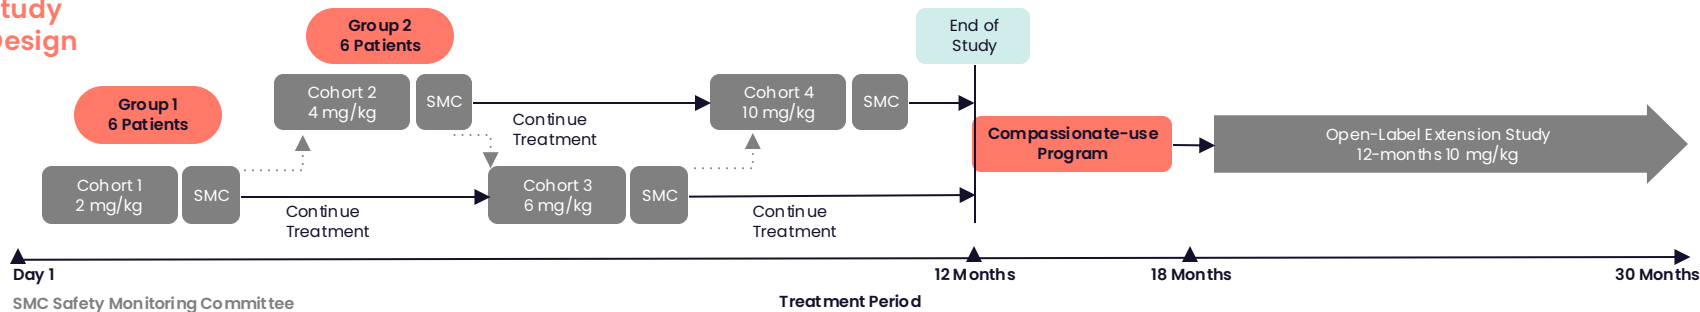 tudy
esign
Group 1
6 Patients
Group 2
6 Patients
End of
Study
Cohort 2
4 mg/kg
SMC
Continue
Treatment
Cohort 4
10 mg/kg
SMC
Compassionate-use
Program
Open-Label Extension Study
12-months 10 mg/kg
Cohort 1
2 mg/kg
SMC
Continue
Treatment
Cohort 3
6 mg/kg
SMC
Continue
Treatment
Day 1
12 Months
18 Months
30 Months
SMC Safety Monitoring Committee
Treatment Period